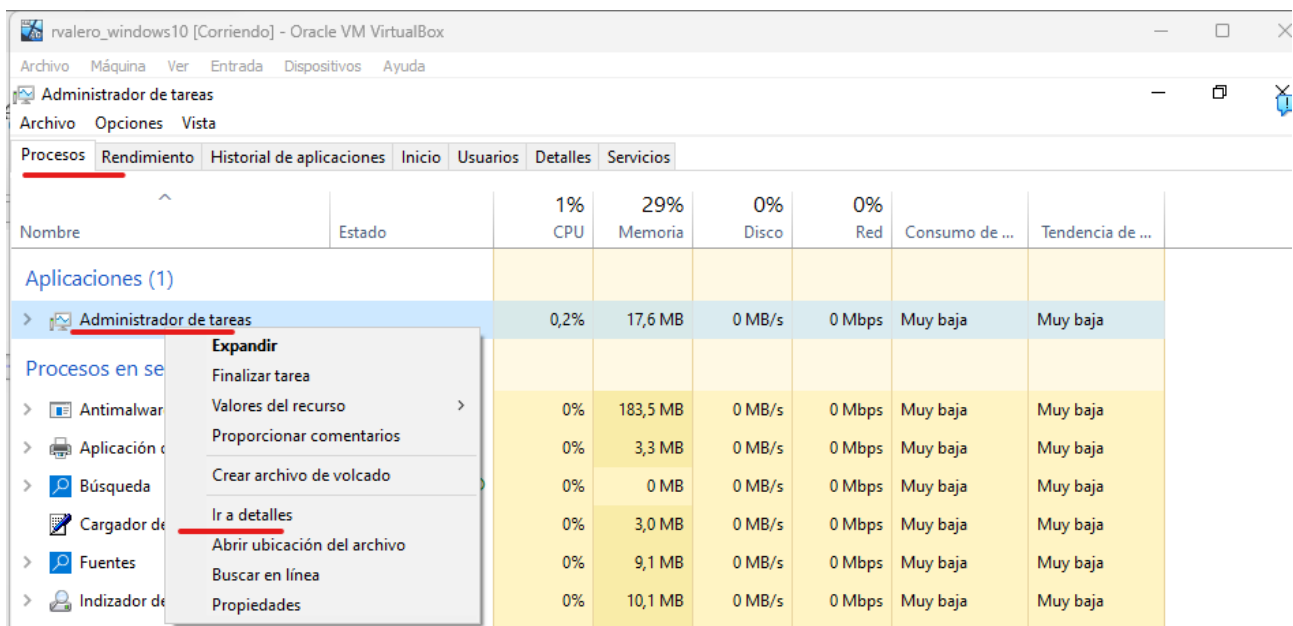 rvalero_windows10 [Corriendo] - Oracle VM VirtualBox
Archivo Máquina Ver Entrada Dispositivos Ayuda
Administrador de tareas
Archivo Opciones Vista
Procesos Rendimiento Historial de aplicaciones Inicio Usuarios Detalles Servicios
1% 29% 0% 0%
Nombre Estado CPU Memoria Disco Red Consumo de ... Tendencia de ...
Aplicaciones (1)
Administrador de tareas 0,2% 17,6 MB 0 MB/s 0 Mbps Muy baja Muy baja
Expandir
Procesos en se
Finalizar tarea
Antimalwar Valores del recurso 0% 183,5 MB 0 MB/s 0 Mbps Muy baja Muy baja
Proporcionar comentarios
Aplicación 0% 3,3 MB 0 MB/s 0 Mbps Muy baja Muy baja
Crear archivo de volcado
Búsqueda 0% 0 MB 0 MB/s 0 Mbps Muy baja Muy baja
Ir a detalles
Cargador de 0% 3,0 MB 0 MB/s 0 Mbps Muy baja Muy baja
Abrir ubicación del archivo
Fuentes 0% 9,1 MB 0 MB/s 0 Mbps Muy baja Muy baja
Buscar en línea
Indizador de Propiedades 0% 10,1 MB 0 MB/s 0 Mbps Muy baja Muy baja